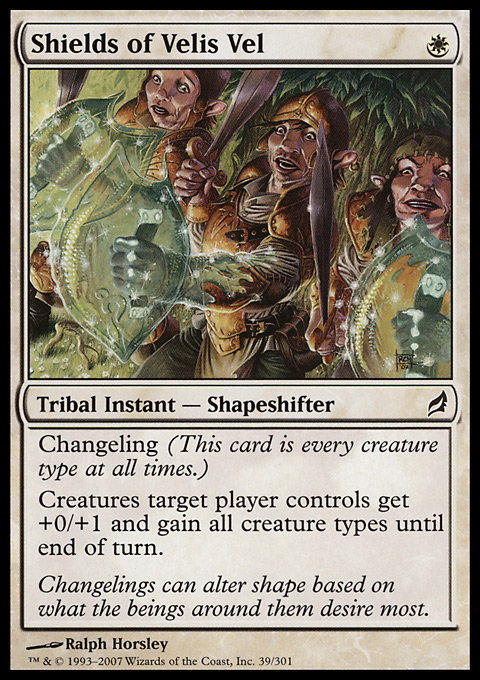 Shields of Velis Vel
Tribal Instant — Shapeshifter
Changeling (This card is every creature
type at all times.)
Creatures target player controls get
+0/+1 and gain all creature types until
end of turn.
Changelings can alter shape based on
what the beings around them desire most.
Ralph Horsley
™ & © 1993–2007 Wizards of the Coast, Inc. 39/301